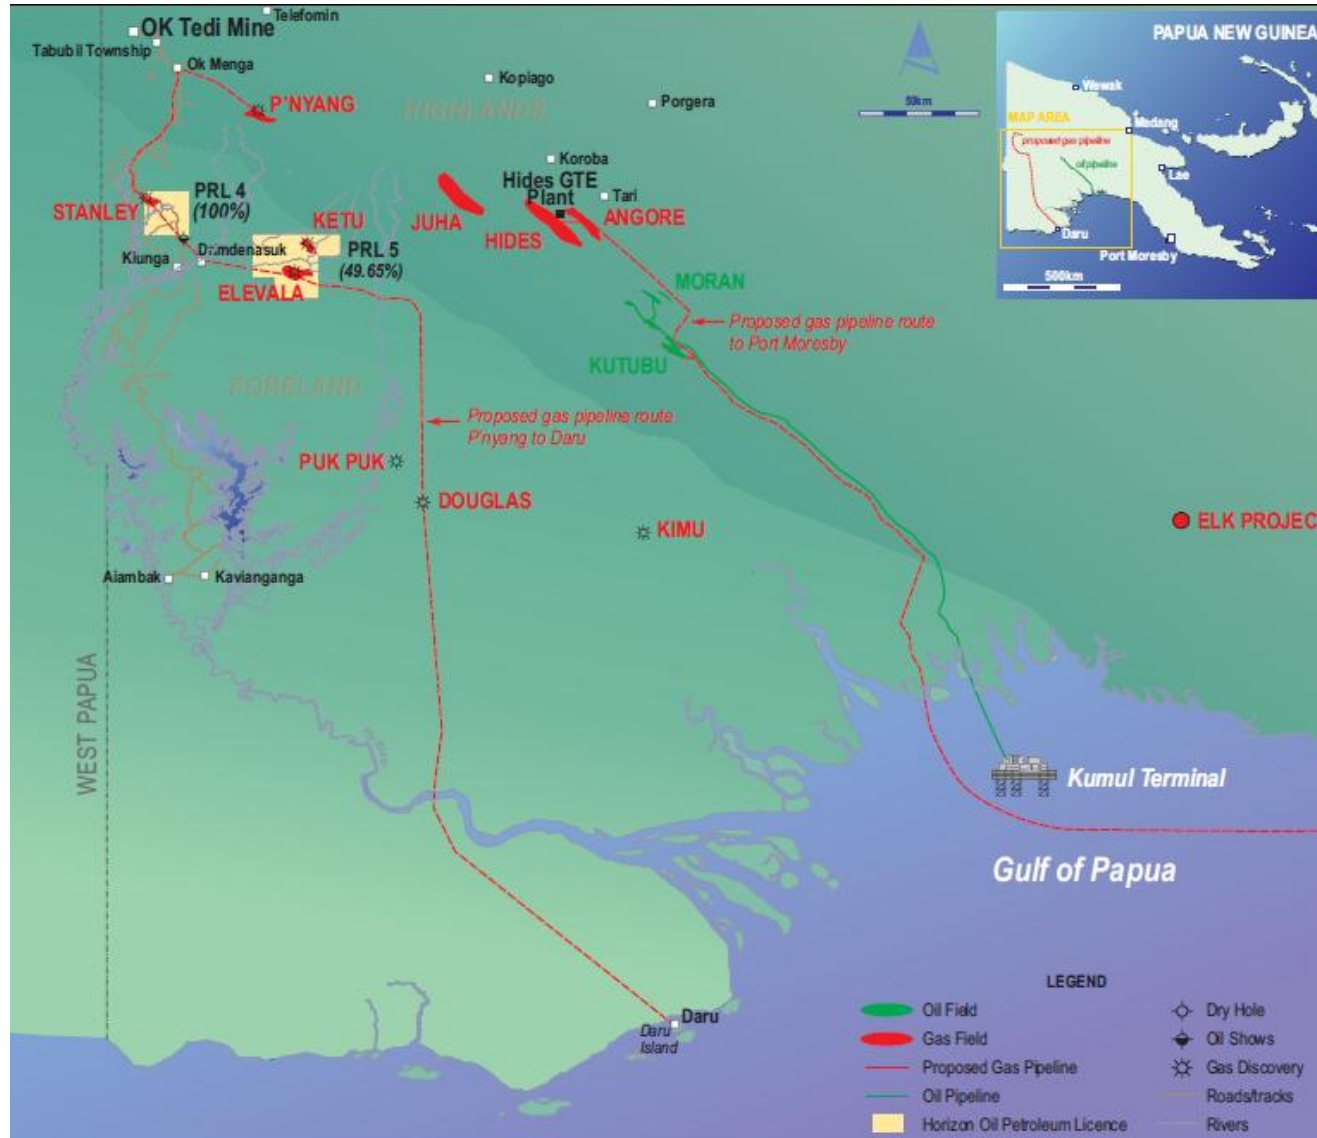 Telefomin
OK Tedi Mine
Tabubil Township
Ok Menga
P'NYANG
HIGHLANDS
Kopiago
Porgera
50km
PAPUA NEW GUINEA
Wewak
MAP AREA
Madang
proposed gas pipeline
oil pipeline
Lae
Daru
Port Moresby
500km
Koroba
Hides GTE
Plant
Tari
PRL 4
(100%)
STANLEY
KETU
JUHA
HIDES
ANGORE
PRL 5
(49.65%)
Kiunga
Drimdenasuk
ELEVALA
MORAN
Proposed gas pipeline route
to Port Moresby
KUTUBU
FORELAND
Proposed gas pipeline route
P'nyang to Daru
PUK PUK
DOUGLAS
KIMU
ELK PROJEC
Aiambak
Kavianganga
WEST PAPUA
Kumul Terminal
Gulf of Papua
Daru
Daru
Island
LEGEND
Oil Field
Gas Field
Proposed Gas Pipeline
Oil Pipeline
Horizon Oil Petroleum Licence
Dry Hole
Oil Shows
Gas Discovery
Roads/tracks
Rivers